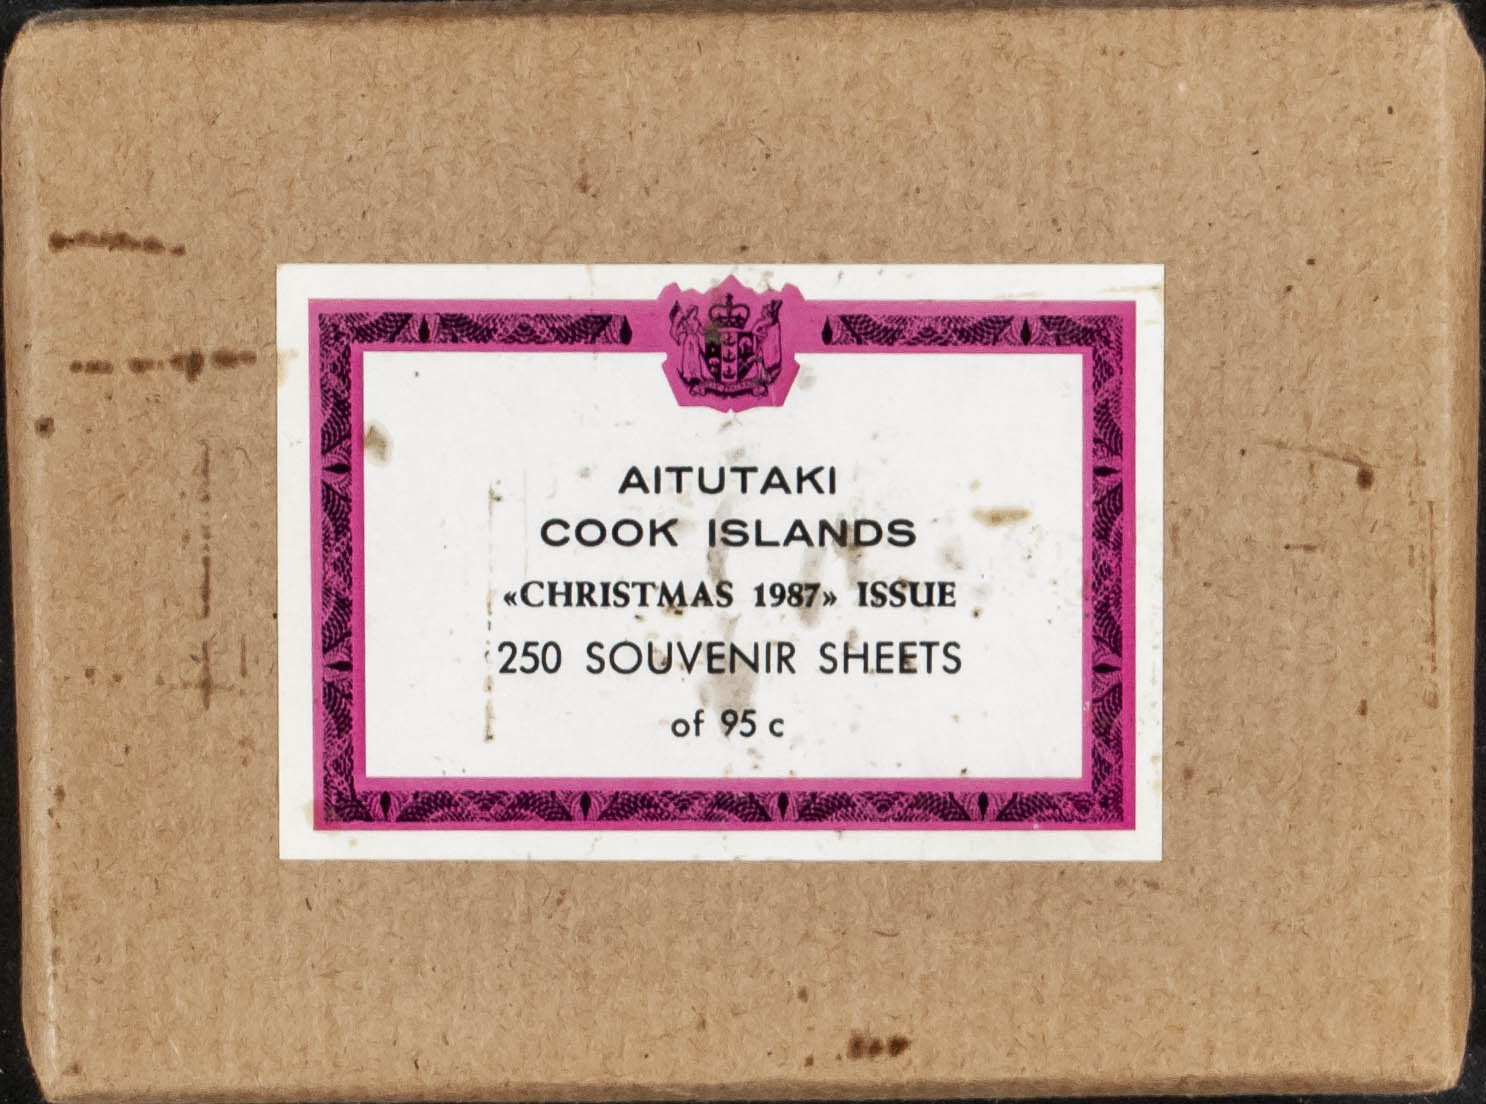 AITUTAKI
COOK ISLANDS
«CHRISTMAS 1987» ISSUE
250 SOUVENIR SHEETS
of 95 c